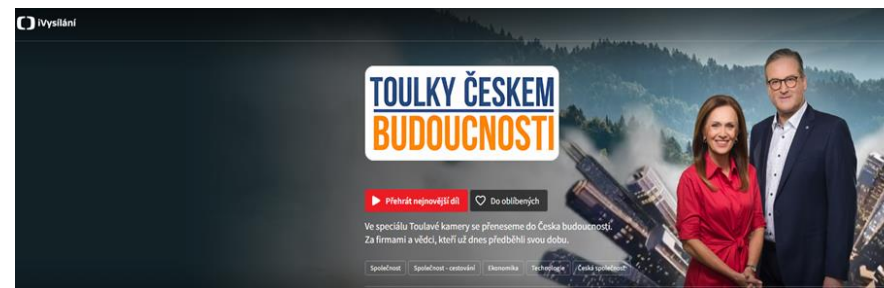 iVysílání
TOULKY ČESKEM
BUDOUCNOSTI
Přehrát nejnovější díl
Do oblíbených
Ve speciálu Toulavé kamery se přeneseme do Česka budoucnosti.
Za firmami a vědci, kteří už dnes předběhli svou dobu.
Společnost
Společnost - cestování
Ekonomika
Technologie
Česká společnost